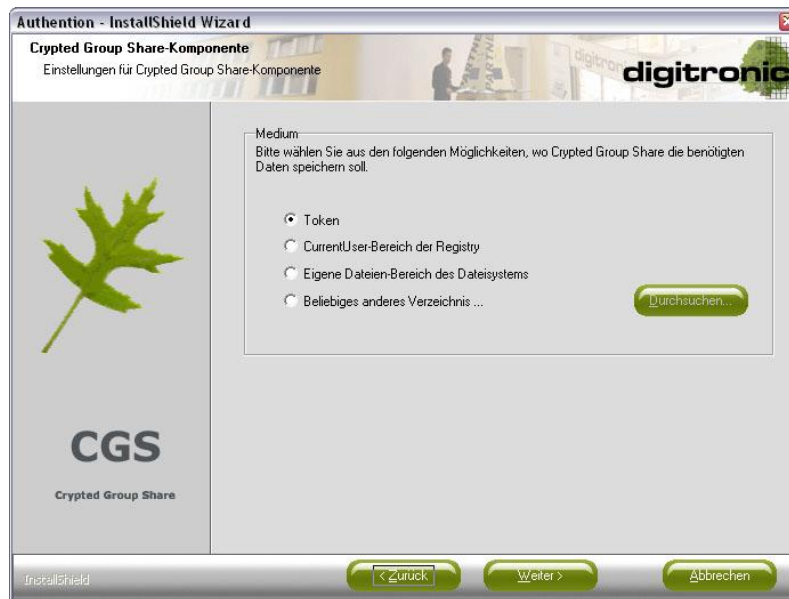 Authention - InstallShield Wizard
Crypted Group Share-Komponente
Einstellungen für Crypted Group Share-Komponente
digitronic
Medium
Bitte wählen Sie aus den folgenden Möglichkeiten, wo Crypted Group Share die benötigten
Daten speichern soll.
Token
CurrentUser-Bereich der Registry
Eigene Dateien-Bereich des Dateisystems
Beliebiges anderes Verzeichnis ...
Durchsuchen...
CGS
Crypted Group Share
InstallShield
< Zurück
Weiter >
Abbrechen